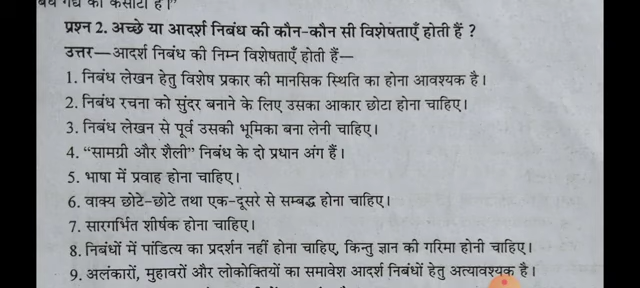 कसौटी है।”
प्रश्न 2. अच्छे या आदर्श निबंध की कौन-कौन सी विशेषताएँ होती हैं ?
उत्तर—आदर्श निबंध की निम्न विशेषताएँ होती हैं—
1. निबंध लेखन हेतु विशेष प्रकार की मानसिक स्थिति का होना आवश्यक है।
2. निबंध रचना को सुंदर बनाने के लिए उसका आकार छोटा होना चाहिए।
3. निबंध लेखन से पूर्व उसकी भूमिका बना लेनी चाहिए।
4. “सामग्री और शैली” निबंध के दो प्रधान अंग हैं।
5. भाषा में प्रवाह होना चाहिए।
6. वाक्य छोटे-छोटे तथा एक-दूसरे से सम्बद्ध होना चाहिए।
7. सारगर्भित शीर्षक होना चाहिए।
8. निबंधों में पांडित्य का प्रदर्शन नहीं होना चाहिए, किन्तु ज्ञान की गरिमा होनी चाहिए।
9. अलंकारों, मुहावरों और लोकोक्तियों का समावेश आदर्श निबंधों हेतु अत्यावश्यक है।